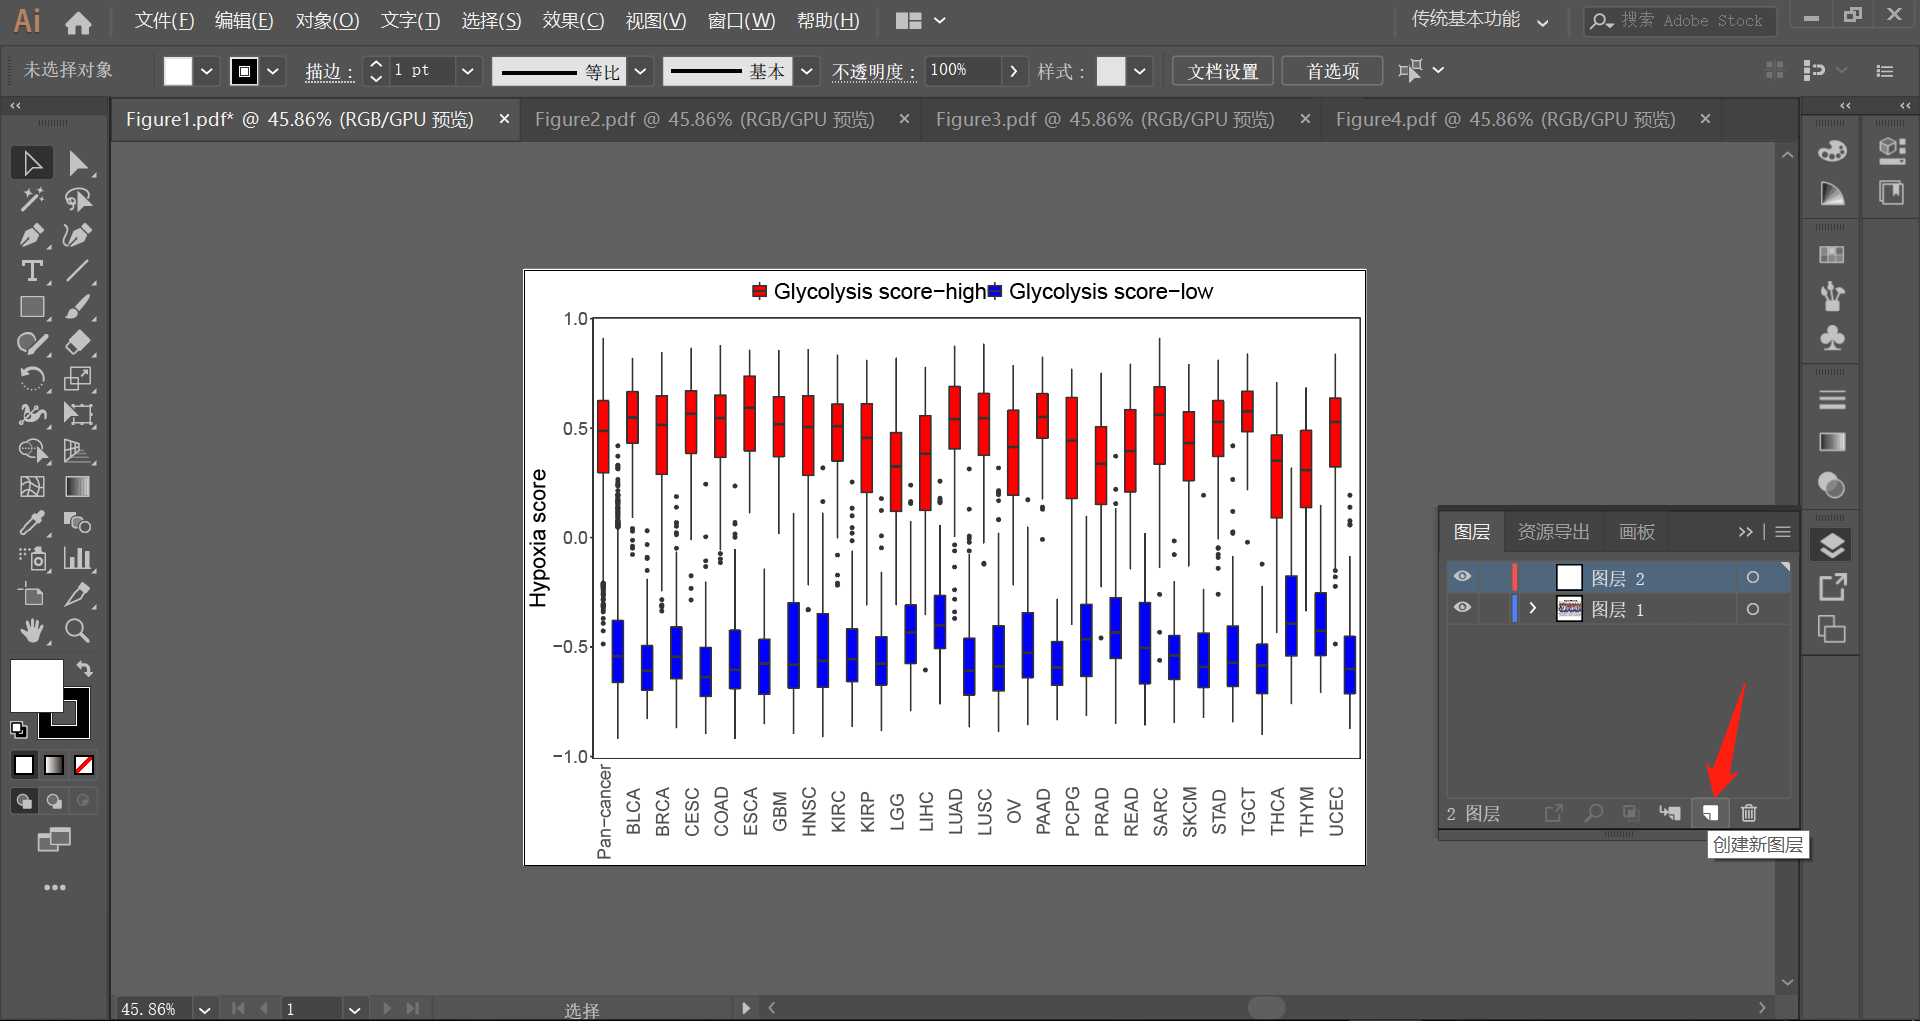 Ai 文件(F) 编辑(E) 对象(O) 文字(T) 选择(S) 效果(C) 视图(V) 窗口(W) 帮助(H) 传统基本功能 搜索 Adobe Stock
未选择对象 描边: 1 pt 等比 基本 不透明度: 100% 样式: 文档设置 首选项
Figure1.pdf* @ 45.86% (RGB/GPU 预览) Figure2.pdf @ 45.86% (RGB/GPU 预览) Figure3.pdf @ 45.86% (RGB/GPU 预览) Figure4.pdf @ 45.86% (RGB/GPU 预览)
Glycolysis score-high Glycolysis score-low
1.0
0.5
0.0
−0.5
−1.0
Hypoxia score
Pan-cancer
BLCA
BRCA
CESC
COAD
ESCA
GBM
HNSC
KIRC
KIRP
LGG
LIHC
LUAD
LUSC
OV
PAAD
PCPG
PRAD
READ
SARC
SKCM
STAD
TGCT
THCA
THYM
UCEC
图层 资源导出 画板
图层 2
图层 1
2 图层
创建新图层
45.86% 1 选择